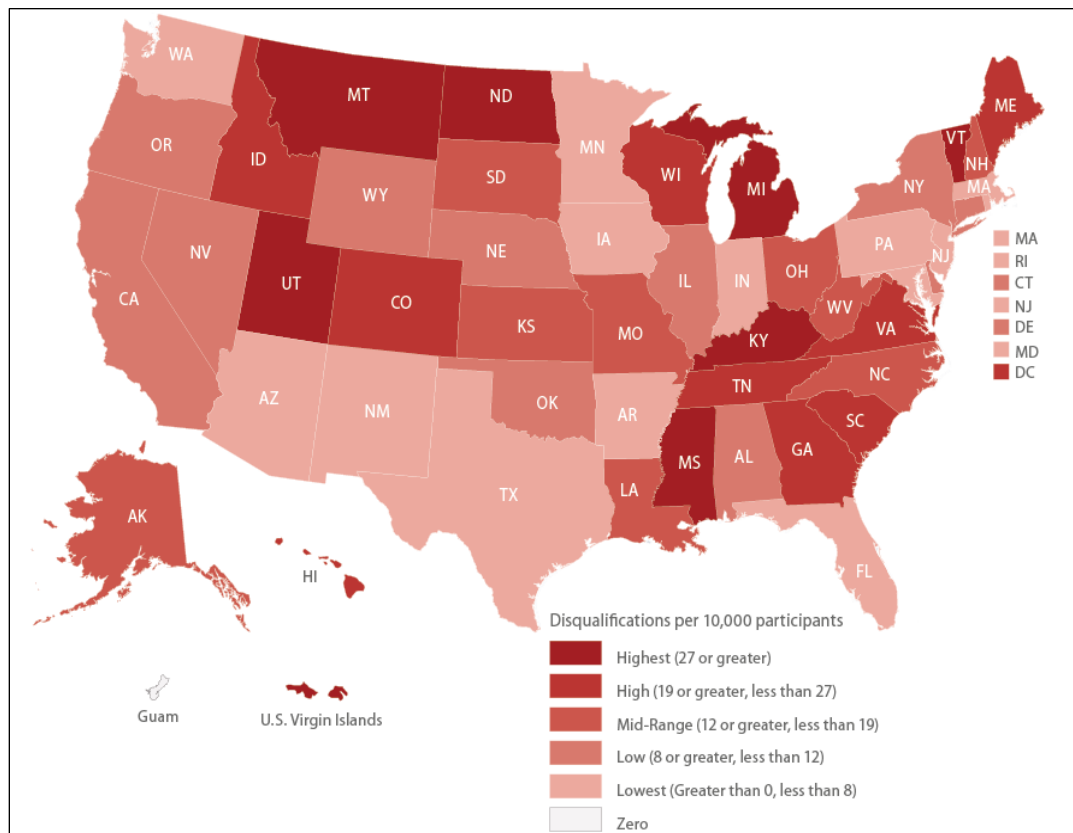 WA
MT
ND
ME
OR
ID
MN
VT
NH
SD
WI
MI
NY
MA
WY
IA
PA
NE
NJ
NV
IL
IN
OH
UT
CA
CO
WV
VA
KS
MO
KY
NC
TN
AZ
NM
OK
AR
SC
MS
AL
GA
TX
LA
AK
FL
HI
Guam
U.S. Virgin Islands
MA
RI
CT
NJ
DE
MD
DC
Disqualifications per 10,000 participants
Highest (27 or greater)
High (19 or greater, less than 27)
Mid-Range (12 or greater, less than 19)
Low (8 or greater, less than 12)
Lowest (Greater than 0, less than 8)
Zero